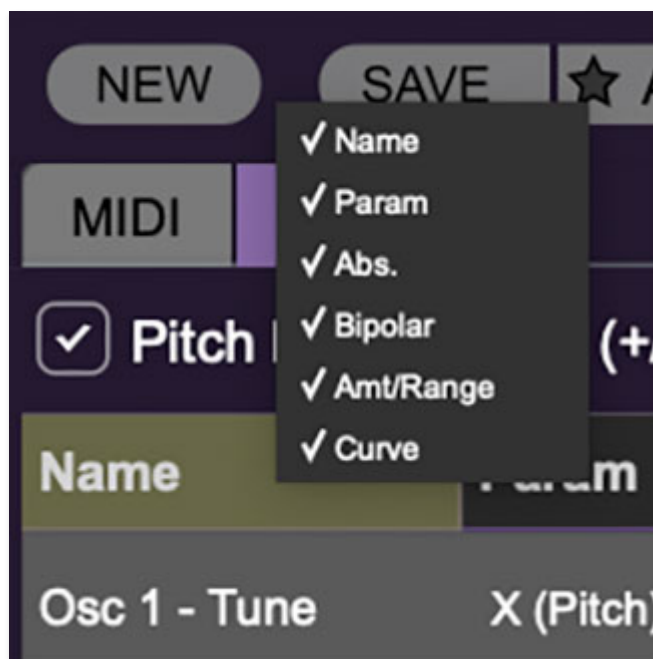 NEW SAVE
Name
Param
MIDI
Abs.
Pitch
Bipolar
(+/
Amt/Range
Curve
Name
Osc 1 - Tune X (Pitch)